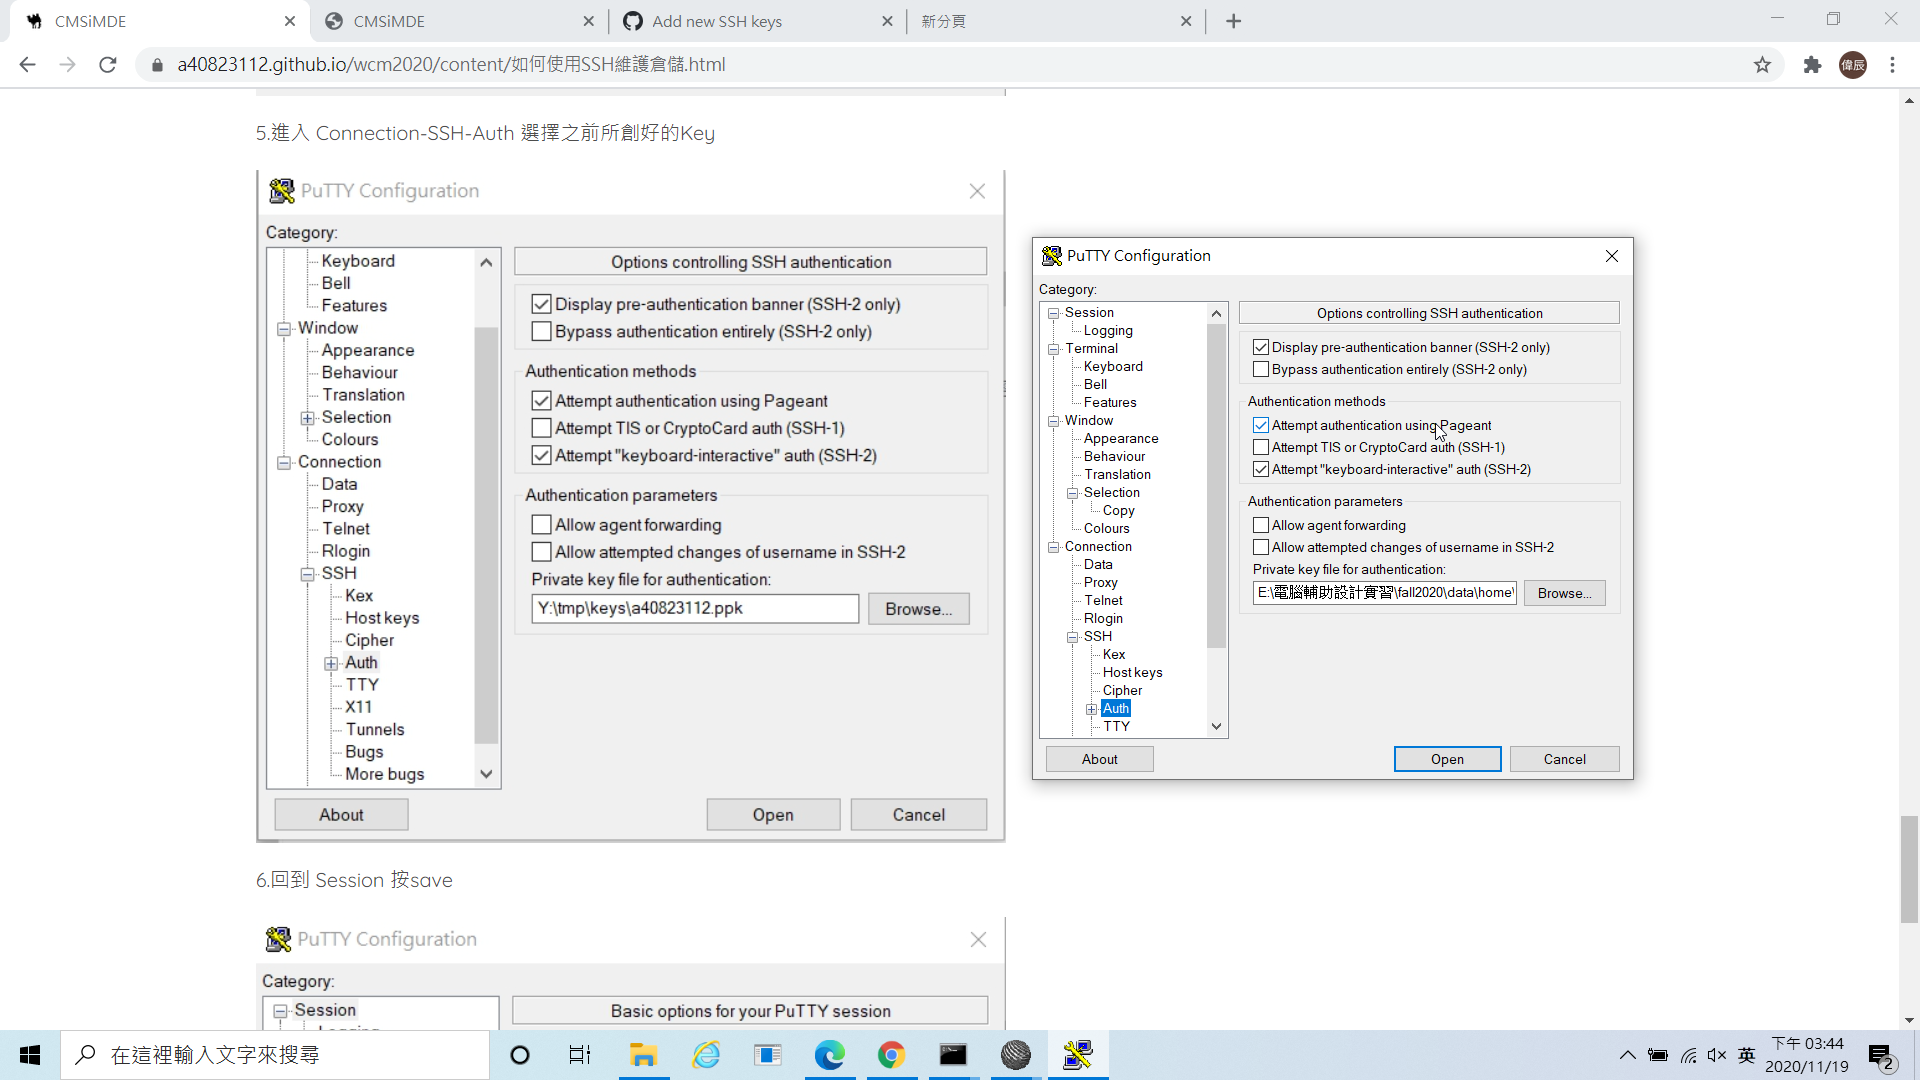 CMSiMDE
CMSiMDE
Add new SSH keys
新分頁
a40823112.github.io/wcm2020/content/如何使用SSH維護倉儲.html
偉辰
5.進入 Connection-SSH-Auth 選擇之前所創好的Key
PuTTY Configuration
Category:
Keyboard
Bell
Features
Window
Appearance
Behaviour
Translation
Selection
Colours
Connection
Data
Proxy
Telnet
Rlogin
SSH
Kex
Host keys
Cipher
Auth
TTY
X11
Tunnels
Bugs
More bugs
Options controlling SSH authentication
Display pre-authentication banner (SSH-2 only)
Bypass authentication entirely (SSH-2 only)
Authentication methods
Attempt authentication using Pageant
Attempt TIS or CryptoCard auth (SSH-1)
Attempt "keyboard-interactive" auth (SSH-2)
Authentication parameters
Allow agent forwarding
Allow attempted changes of username in SSH-2
Private key file for authentication:
Y:\tmp\keys\a40823112.ppk
Browse...
About
Open
Cancel
PuTTY Configuration
Category:
Session
Logging
Terminal
Keyboard
Bell
Features
Window
Appearance
Behaviour
Translation
Selection
Copy
Colours
Connection
Data
Proxy
Telnet
Rlogin
SSH
Kex
Host keys
Cipher
Auth
TTY
Options controlling SSH authentication
Display pre-authentication banner (SSH-2 only)
Bypass authentication entirely (SSH-2 only)
Authentication methods
Attempt authentication using Pageant
Attempt TIS or CryptoCard auth (SSH-1)
Attempt "keyboard-interactive" auth (SSH-2)
Authentication parameters
Allow agent forwarding
Allow attempted changes of username in SSH-2
Private key file for authentication:
E:\電腦輔助設計實習\fall2020\data\home\
Browse...
About
Open
Cancel
6.回到 Session 按save
PuTTY Configuration
Category:
Session
Logging
Basic options for your PuTTY session
在這裡輸入文字來搜尋
英
下午 03:44
2020/11/19
2